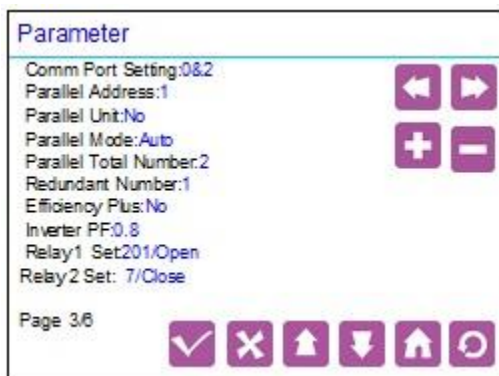 Parameter
Comm Port Setting:0&2
Parallel Address:1
Parallel Unit:No
Parallel Mode:Auto
Parallel Total Number:2
Redundant Number:1
Efficiency Plus:No
Inverter PF:0.8
Relay1 Set:201/Open
Relay2 Set: 7/Close
Page 3/6